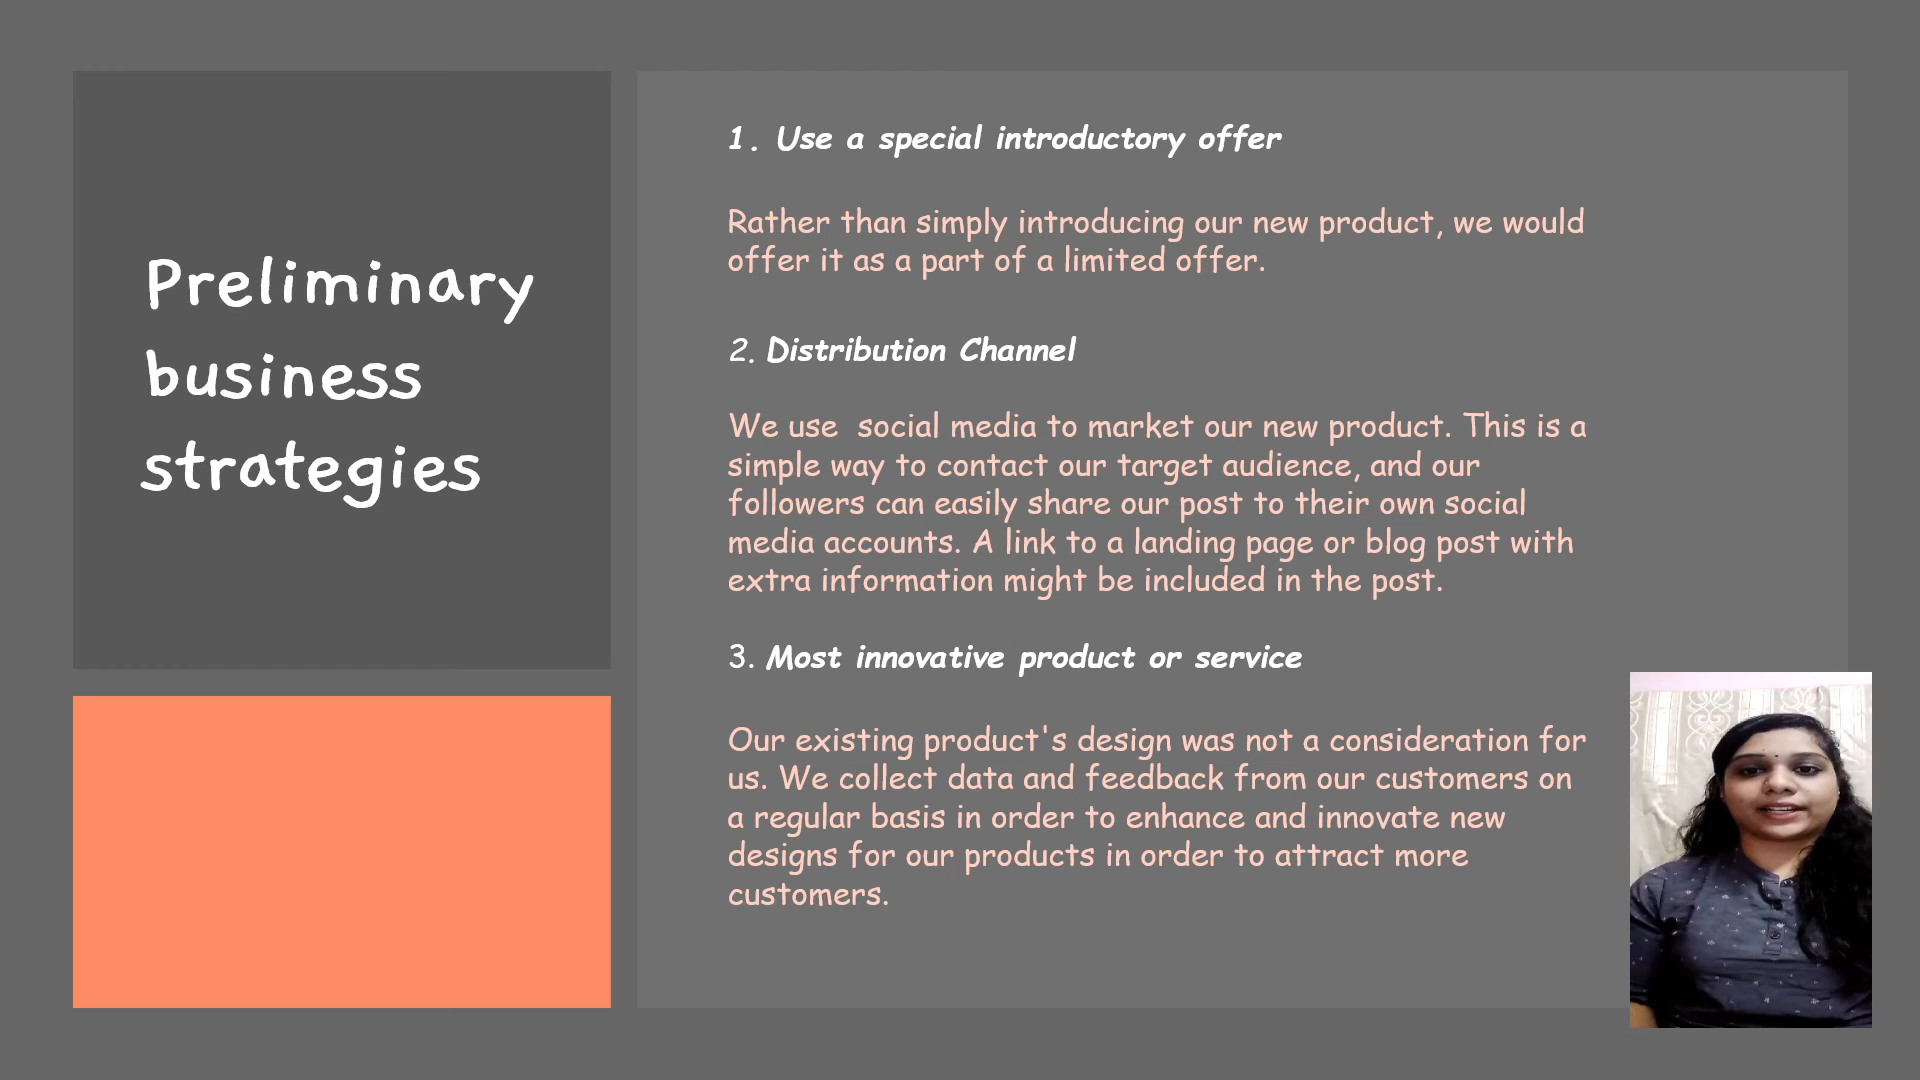 Preliminary
business
strategies
1. Use a special introductory offer
Rather than simply introducing our new product, we would
offer it as a part of a limited offer.
2. Distribution Channel
We use  social media to market our new product. This is a
simple way to contact our target audience, and our
followers can easily share our post to their own social
media accounts. A link to a landing page or blog post with
extra information might be included in the post.
3. Most innovative product or service
Our existing product's design was not a consideration for
us. We collect data and feedback from our customers on
a regular basis in order to enhance and innovate new
designs for our products in order to attract more
customers.